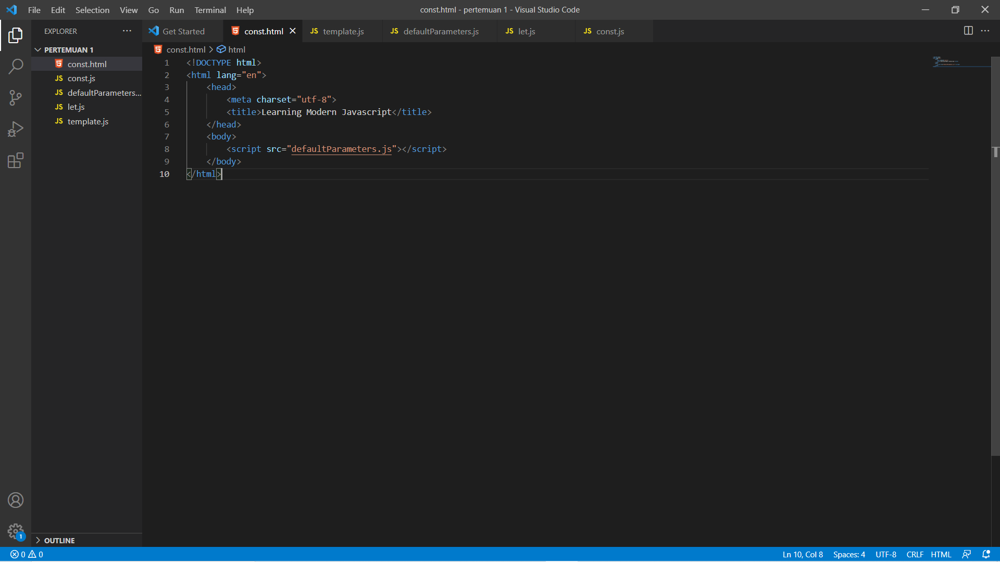 File Edit Selection View Go Run Terminal Help
const.html - pertemuan 1 - Visual Studio Code
EXPLORER
PERTEMUAN 1
const.html
const.js
defaultParameters...
let.js
template.js
OUTLINE
Get Started
const.html
JS template.js
JS defaultParameters.js
JS let.js
JS const.js
const.html > html
1 <!DOCTYPE html>
2 <html lang="en">
3 <head>
4 <meta charset="utf-8">
5 <title>Learning Modern Javascript</title>
6 </head>
7 <body>
8 <script src="defaultParameters.js"></script>
9 </body>
10 </html>
1
0 0
Ln 10, Col 8 Spaces: 4 UTF-8 CRLF HTML